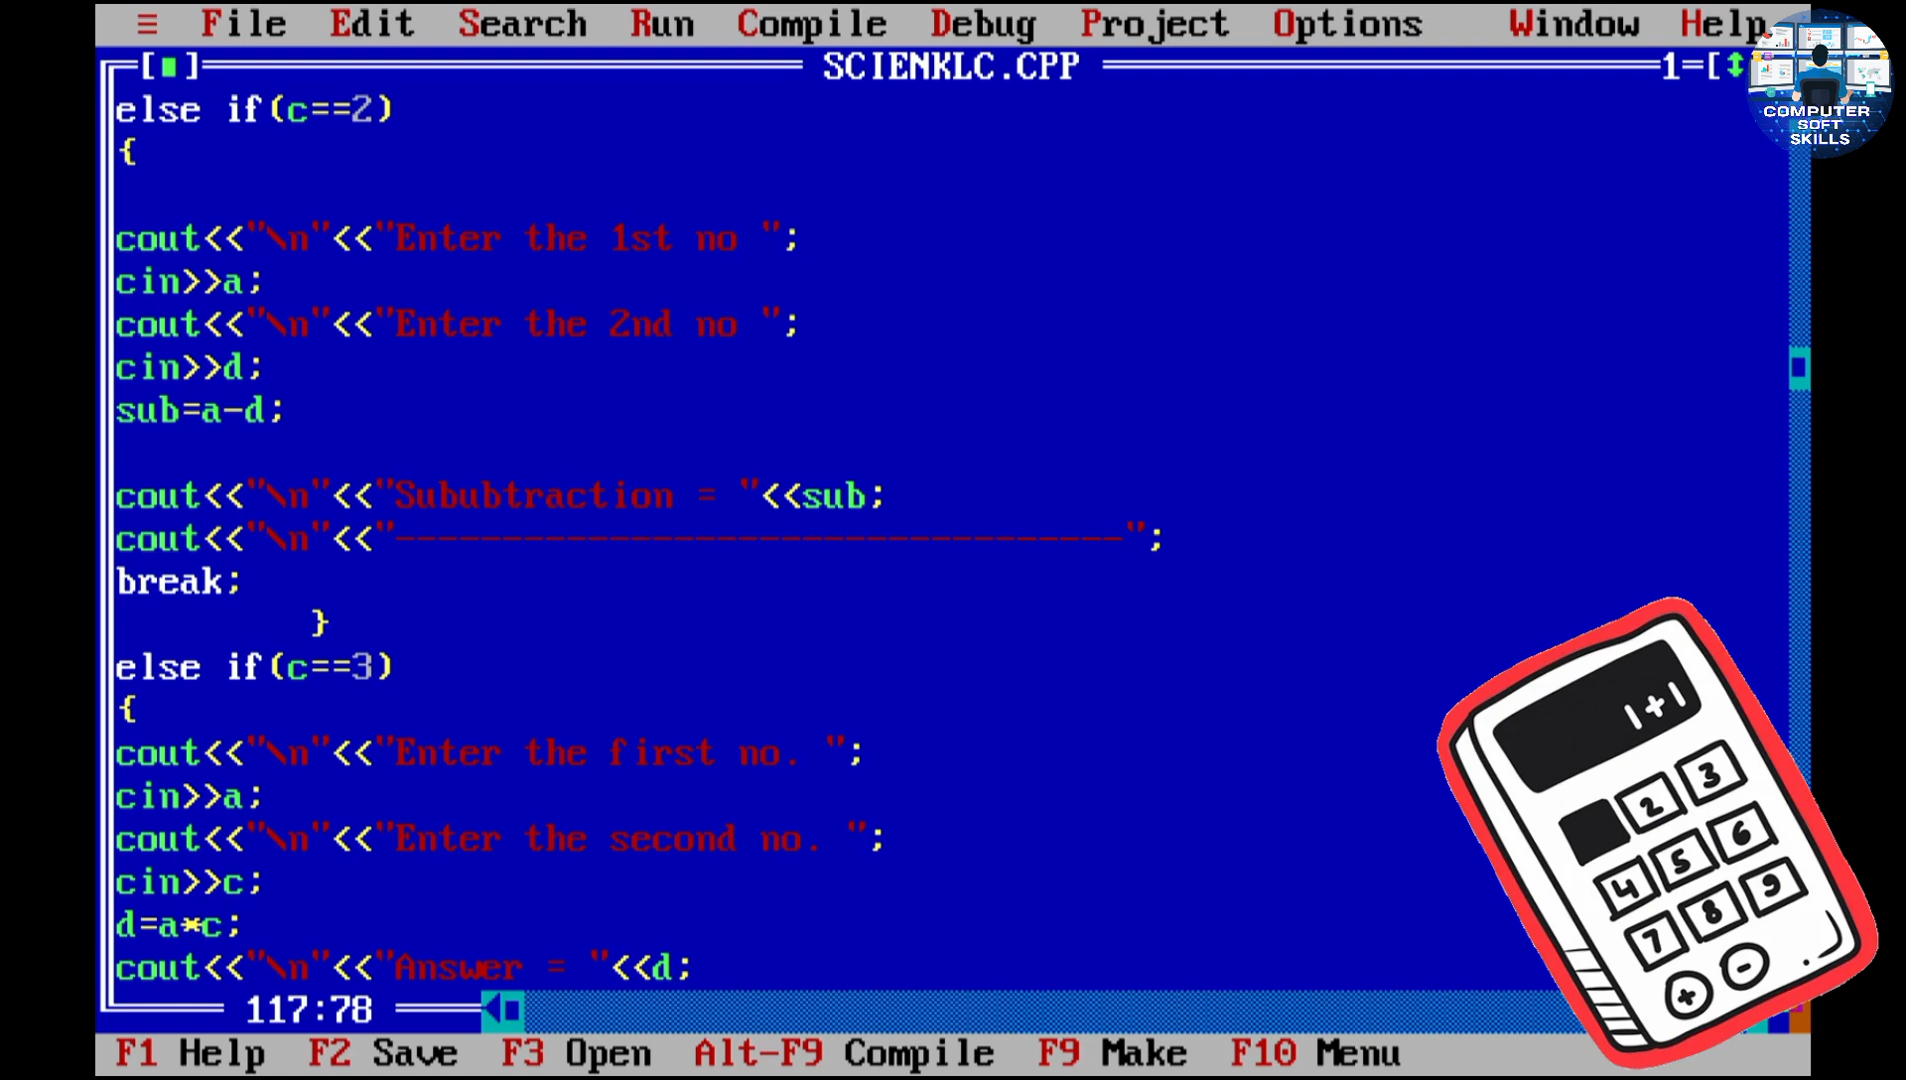 ≡ File Edit Search Run Compile Debug Project Options Window Help
[■] SCIENKLC.CPP 1=[↕
else if(c==2)
{
cout<<"\n"<<"Enter the 1st no ";
cin>>a;
cout<<"\n"<<"Enter the 2nd no ";
cin>>d;
sub=a-d;
cout<<"\n"<<"Sububtraction = "<<sub;
cout<<"\n"<<"----------------------------------";
break;
}
else if(c==3)
{
cout<<"\n"<<"Enter the first no. ";
cin>>a;
cout<<"\n"<<"Enter the second no. ";
cin>>c;
d=a*c;
cout<<"\n"<<"Answer = "<<d;
117:78
F1 Help F2 Save F3 Open Alt-F9 Compile F9 Make F10 Menu
COMPUTER
SOFT
SKILLS
1+1
2 3
4 5 6
7 8 9
+ -